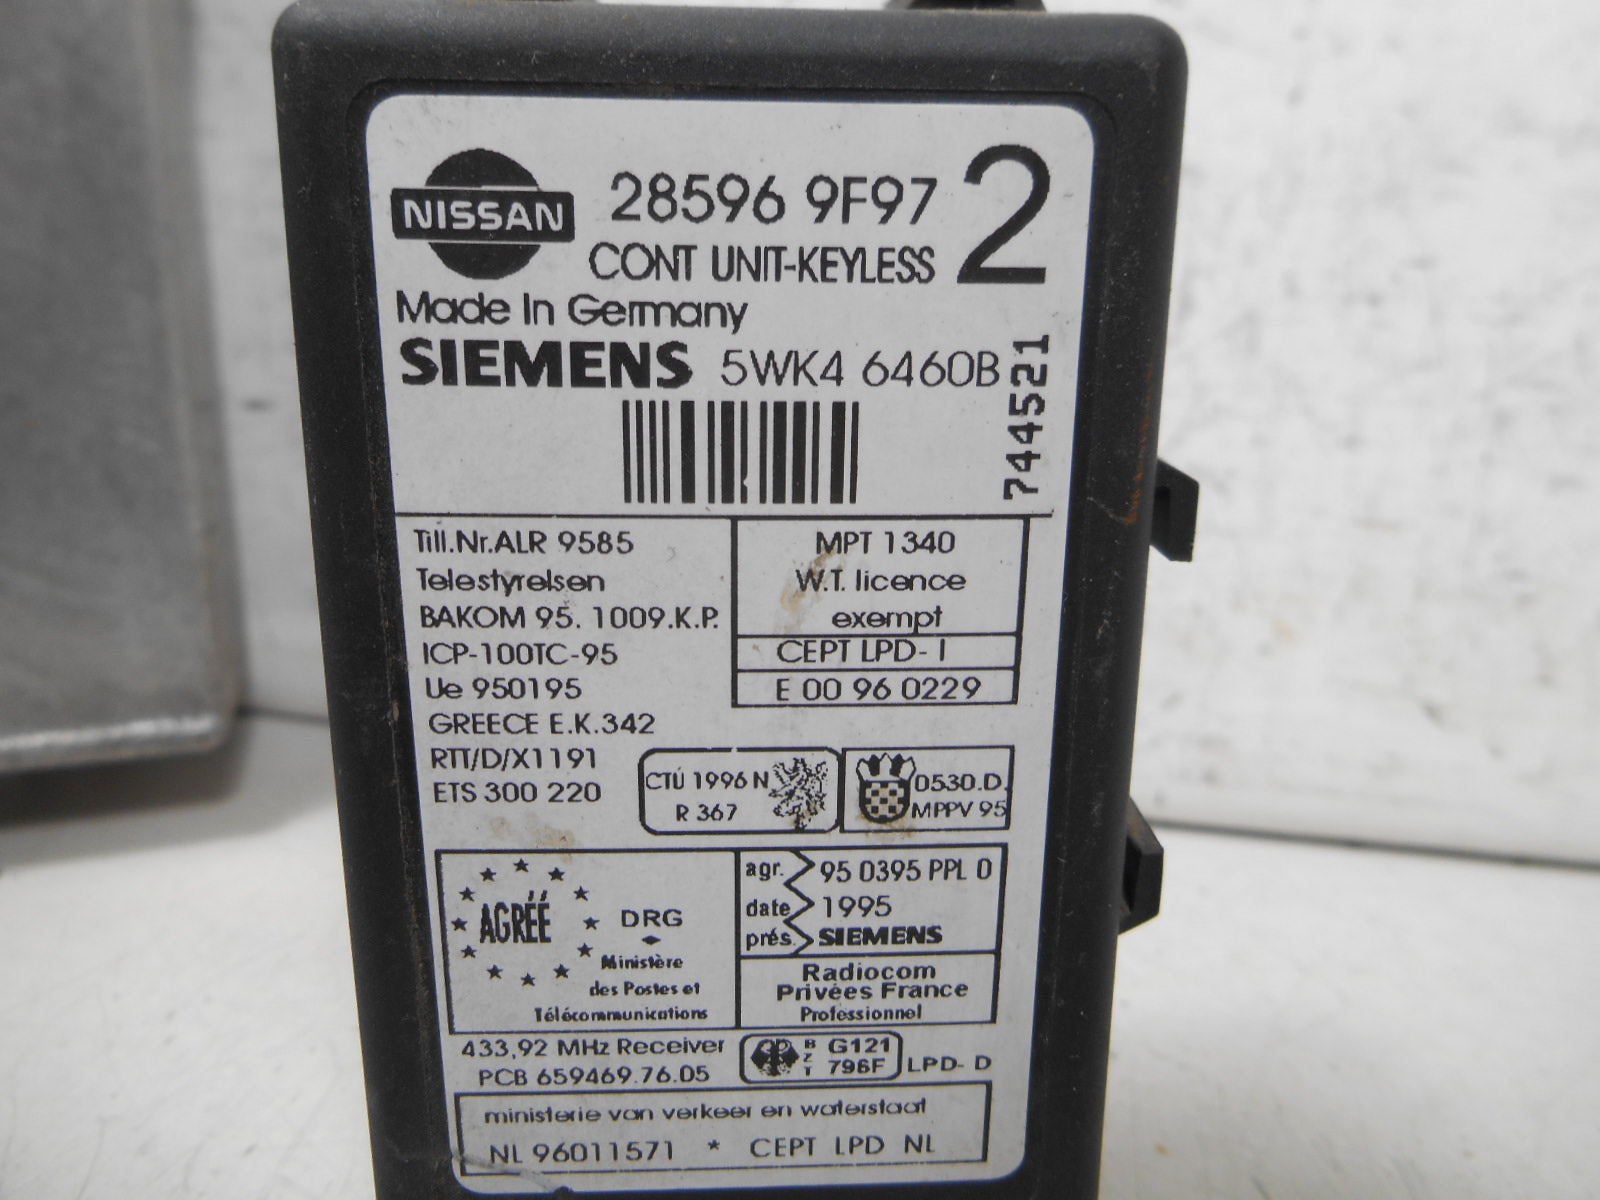 NISSAN
28596 9F97 2
CONT UNIT-KEYLESS
Made In Germany
SIEMENS 5WK4 6460B
744521
Till.Nr.ALR 9585
Telestyrelsen
BAKOM 95. 1009.K.P.
ICP-100TC-95
Ue 950195
GREECE E.K.342
RTT/D/X1191
ETS 300 220
MPT 1340
W.T. licence
exempt
CEPT LPD- I
E 00 96 0229
CTÚ 1996 N
R 367
0530.D.
MPPV 95
AGRÉÉ
DRG
Ministère
des Postes et
Télécommunications
agr. 95 0395 PPL 0
date 1995
prés. SIEMENS
Radiocom
Privées France
Professionnel
433,92 MHz Receiver
PCB 659469.76.05
BZT
G121
796F
LPD- D
ministerie van verkeer en waterstaat
NL 96011571 * CEPT LPD NL